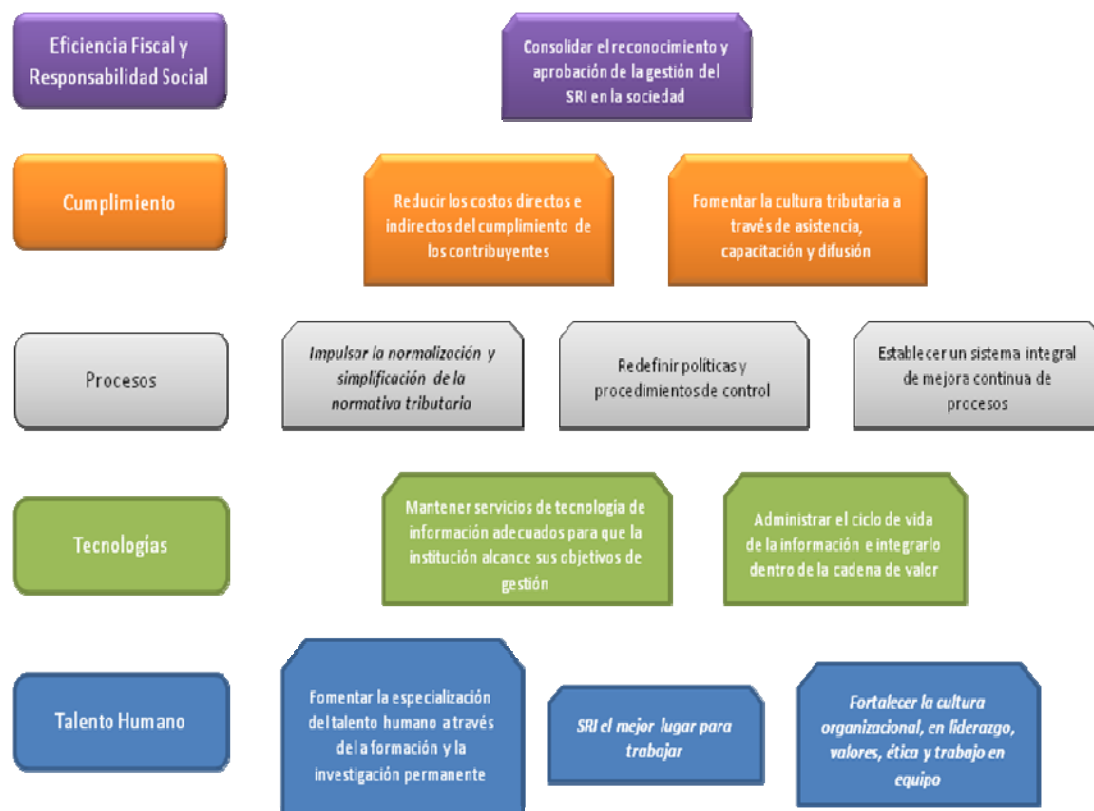 Eficiencia Fiscal y
Responsabilidad Social
Consolidar el reconocimiento y
aprobación de la gestión del
SRI en la sociedad
Cumplimiento
Reducir los costos directos e
indirectos del cumplimiento de
los contribuyentes
Fomentar la cultura tributaria a
través de asistencia,
capacitación y difusión
Procesos
Impulsar la normalización y
simplificación de la
normativa tributaria
Redefinir políticas y
procedimientos de control
Establecer un sistema integral
de mejora continua de
procesos
Tecnologías
Mantener servicios de tecnología de
información adecuados para que la
institución alcance sus objetivos de
gestión
Administrar el ciclo de vida
de la información e integrarlo
dentro de la cadena de valor
Talento Humano
Fomentar la especialización
del talento humano a través
de la formación y la
investigación permanente
SRI el mejor lugar para
trabajar
Fortalecer la cultura
organizacional, en liderazgo,
valores, ética y trabajo en
equipo